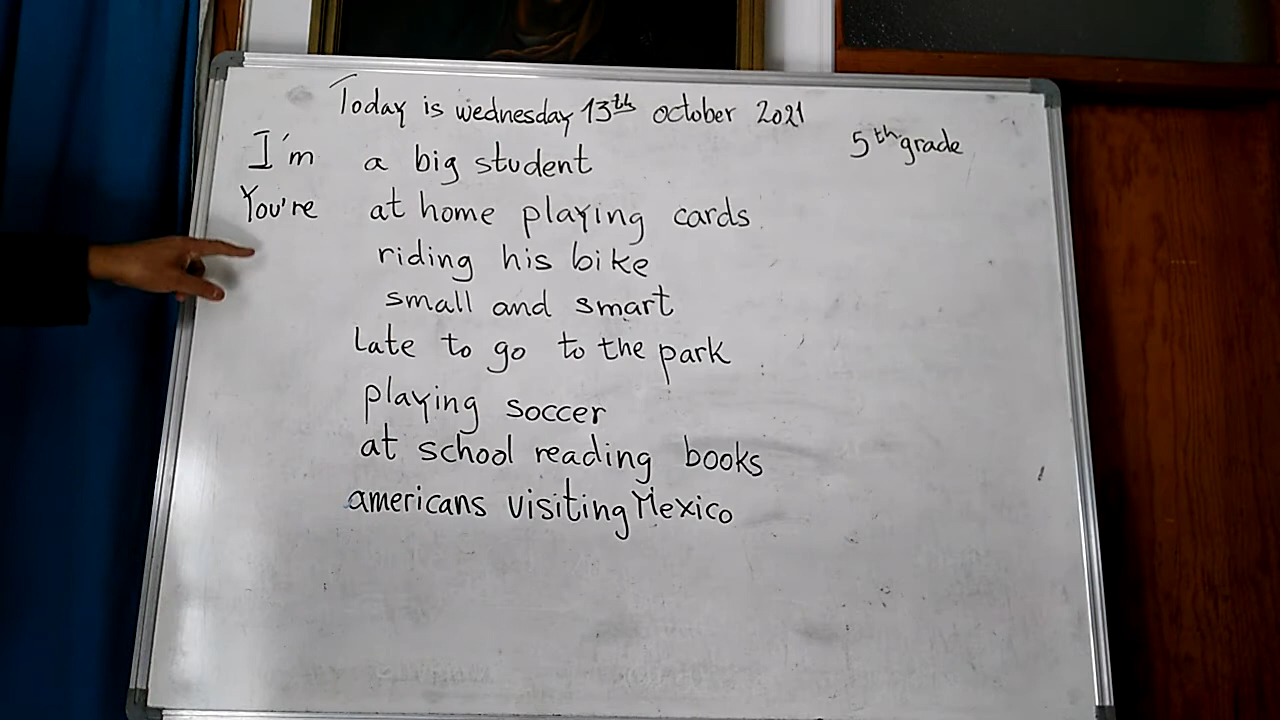 Today is wednesday 13th october 2021
5th grade
I'm a big student
You're at home playing cards
riding his bike
small and smart
Late to go to the park
playing soccer
at school reading books
americans visiting Mexico